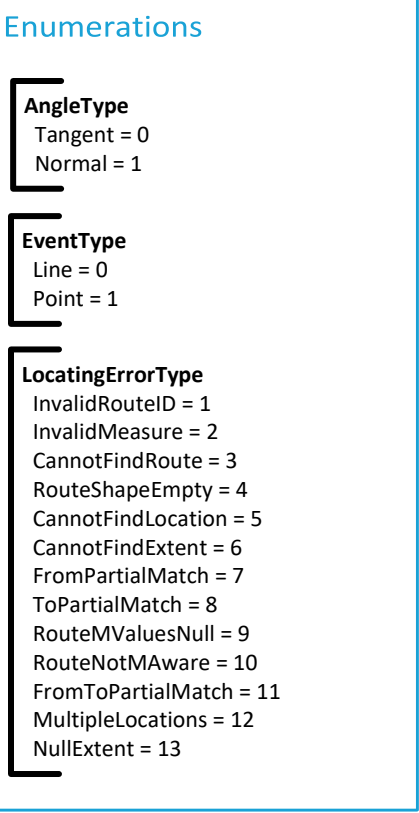 Enumerations
AngleType
Tangent = 0
Normal = 1
EventType
Line = 0
Point = 1
LocatingErrorType
InvalidRouteID = 1
InvalidMeasure = 2
CannotFindRoute = 3
RouteShapeEmpty = 4
CannotFindLocation = 5
CannotFindExtent = 6
FromPartialMatch = 7
ToPartialMatch = 8
RouteMValuesNull = 9
RouteNotMAware = 10
FromToPartialMatch = 11
MultipleLocations = 12
NullExtent = 13